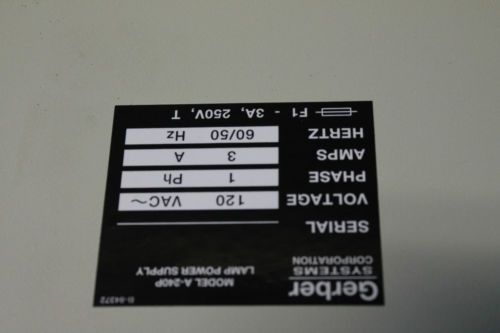 Gerber
SYSTEMS
CORPORATION
MODEL A-240P
LAMP POWER SUPPLY
SERIAL
VOLTAGE 120 VAC~
PHASE 1 Ph
AMPS 3 A
HERTZ 60/50 Hz
F1 - 3A, 250V, T